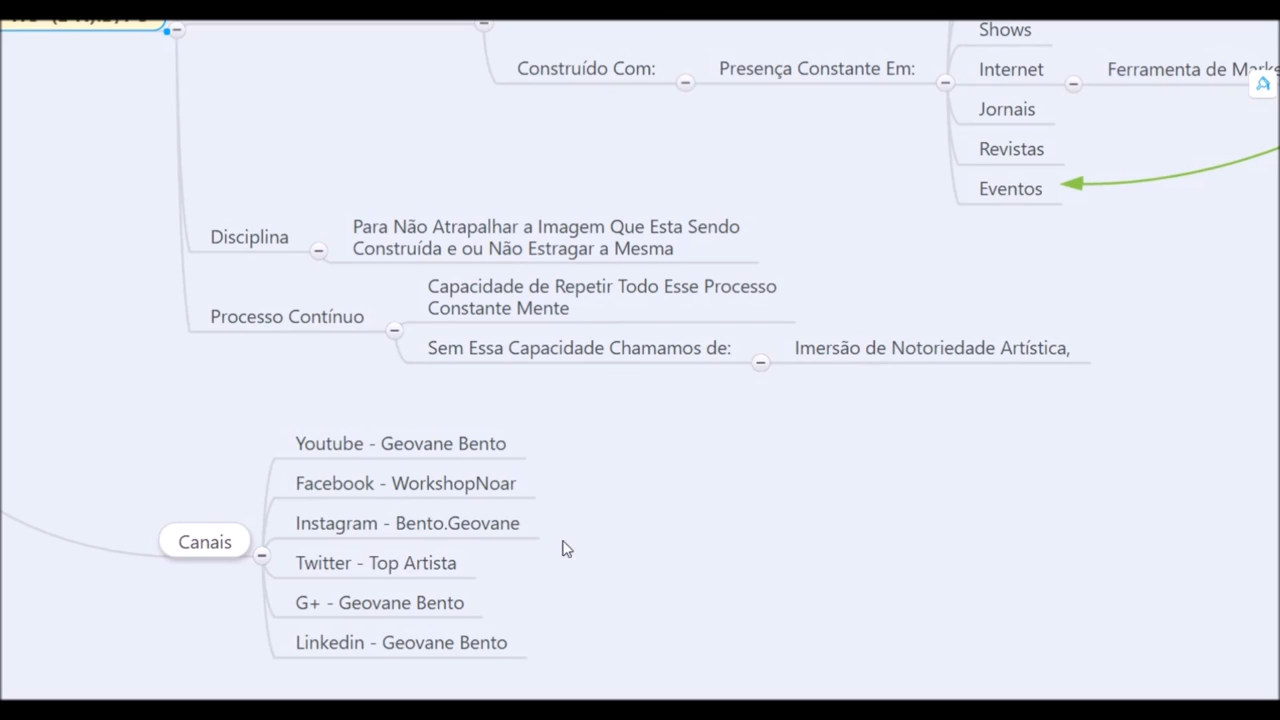 Shows
Construído Com:
Presença Constante Em:
Internet
Ferramenta de
Jornais
Revistas
Eventos
Disciplina
Para Não Atrapalhar a Imagem Que Esta Sendo
Construída e ou Não Estragar a Mesma
Processo Contínuo
Capacidade de Repetir Todo Esse Processo
Constante Mente
Sem Essa Capacidade Chamamos de:
Imersão de Notoriedade Artística,
Canais
Youtube - Geovane Bento
Facebook - WorkshopNoar
Instagram - Bento.Geovane
Twitter - Top Artista
G+ - Geovane Bento
Linkedin - Geovane Bento